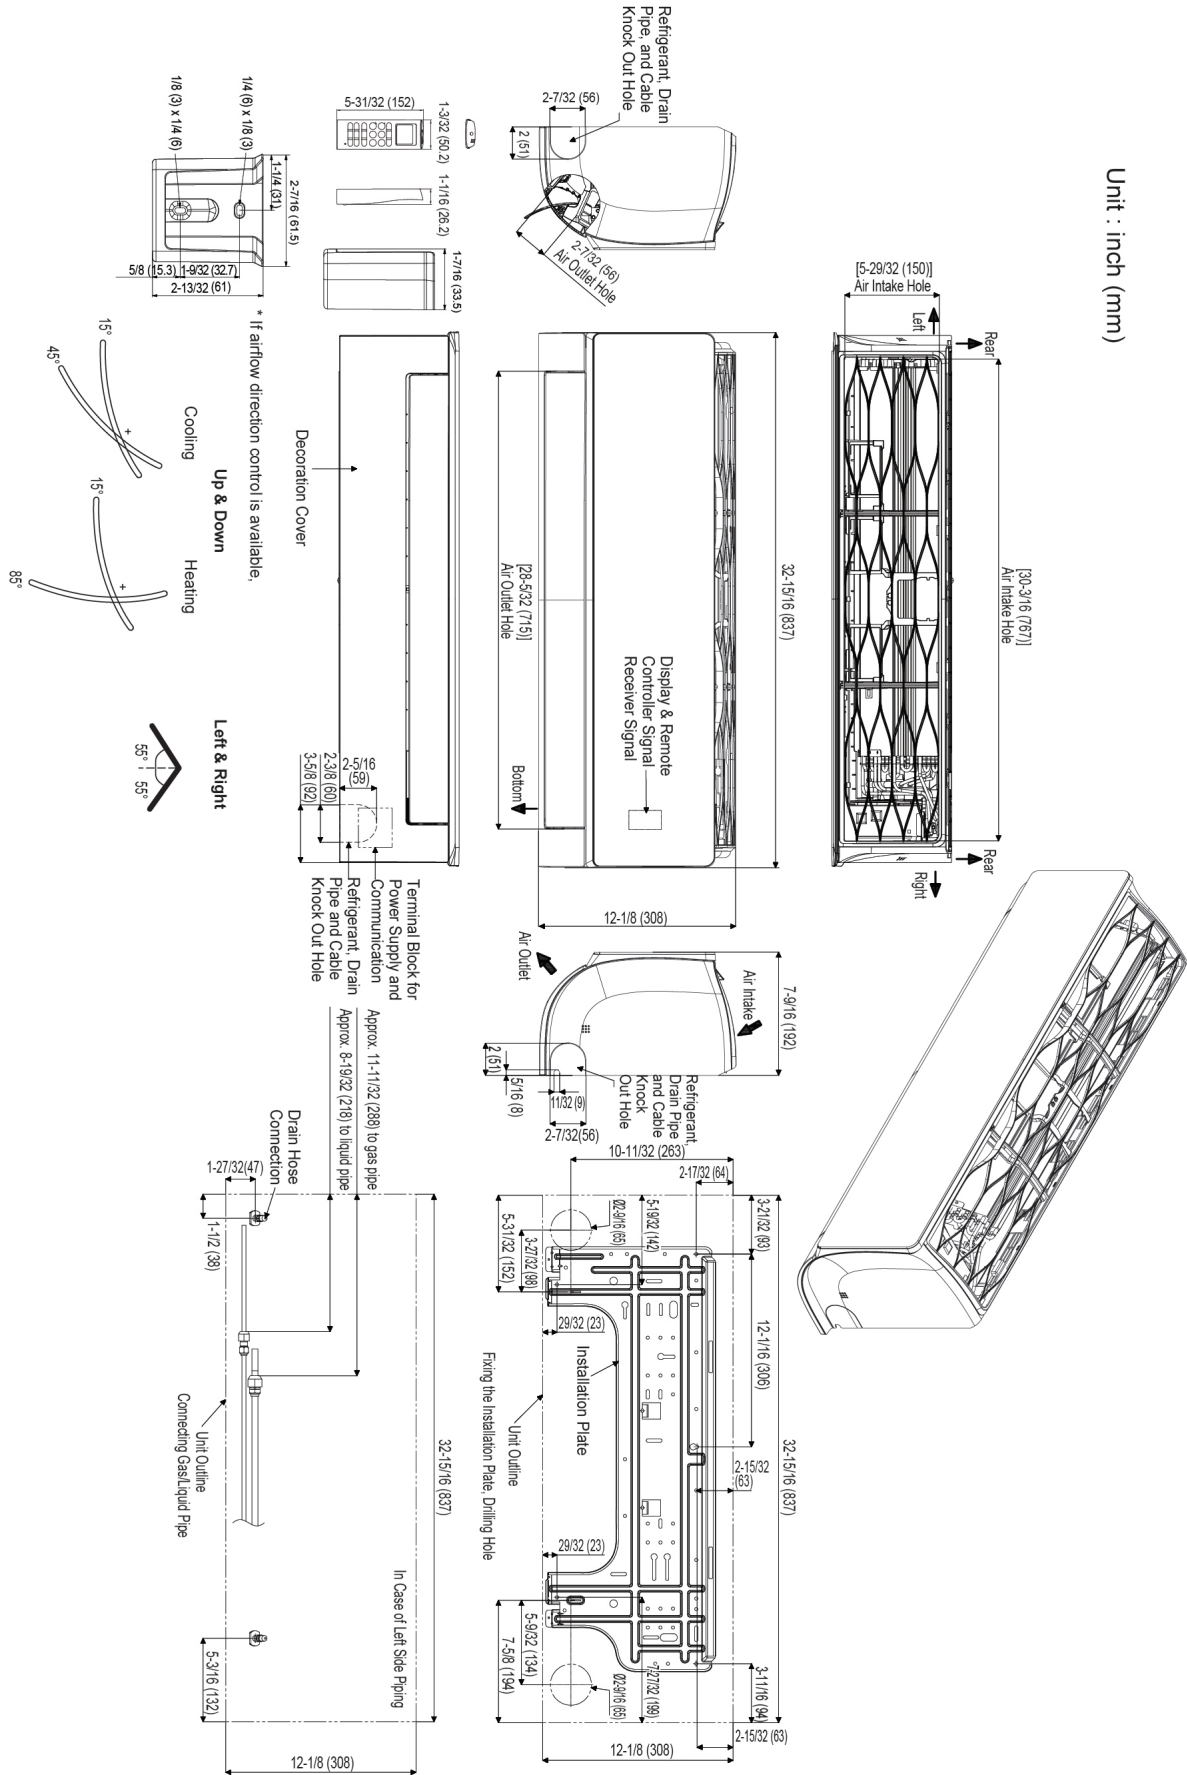 Unit : inch (mm)
[5-29/32 (150)]
Air Intake Hole
Left
Rear
[30-3/16 (767)]
Air Intake Hole
Rear
Right
Refrigerant, Drain
Pipe, and Cable
Knock Out Hole
2-7/32 (56)
2 (51)
2-7/32 (56)
Air Outlet Hole
32-15/16 (837)
Display & Remote
Controller Signal
Receiver Signal
[28-5/32 (715)]
Air Outlet Hole
Bottom
12-1/8 (308)
7-9/16 (192)
Air Intake
Air Outlet
2 (51)
5/16 (8)
11/32 (9)
2-7/32(56)
Refrigerant,
Drain Pipe
and Cable
Knock
Out Hole
5-31/32 (152)
1-3/32 (50.2)
1-1/16 (26.2)
1-7/16 (33.5)
1/4 (6) x 1/8 (3)
1/8 (3) x 1/4 (6)
2-7/16 (61.5)
1-1/4 (31)
5/8 (15.3)
1-9/32 (32.7)
2-13/32 (61)
Decoration Cover
2-5/16
(59)
2-3/8 (60)
3-5/8 (92)
Terminal Block for
Power Supply and
Communication
Refrigerant, Drain
Pipe and Cable
Knock Out Hole
* If airflow direction control is available,
Up & Down
Left & Right
Cooling
Heating
15°
45°
15°
85°
55°
55°
10-11/32 (263)
2-17/32 (64)
3-21/32 (93)
12-1/16 (306)
32-15/16 (837)
2-15/32
(63)
3-11/16 (94)
2-15/32 (63)
5-19/32 (142)
Ø2-9/16 (65)
3-27/32 (98)
5-31/32 (152)
29/32 (23)
Installation Plate
Unit Outline
Fixing the Installation Plate, Drilling Hole
29/32 (23)
5-9/32 (134)
7-5/8 (194)
7-27/32 (199)
Ø2-9/16 (65)
12-1/8 (308)
Approx. 11-11/32 (288) to gas pipe
Approx. 8-19/32 (218) to liquid pipe
Drain Hose
Connection
1-27/32(47)
1-1/2 (38)
32-15/16 (837)
Unit Outline
Connecting Gas/Liquid Pipe
In Case of Left Side Piping
5-3/16 (132)
12-1/8 (308)